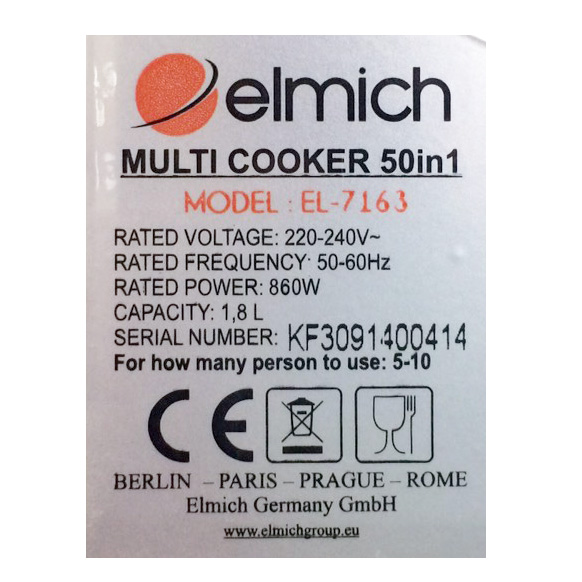 elmich
MULTI COOKER 50in1
MODEL : EL-7163
RATED VOLTAGE: 220-240V~
RATED FREQUENCY: 50-60Hz
RATED POWER: 860W
CAPACITY: 1,8 L
SERIAL NUMBER: KF3091400414
For how many person to use: 5-10
CE
BERLIN – PARIS – PRAGUE – ROME
Elmich Germany GmbH
www.elmichgroup.eu